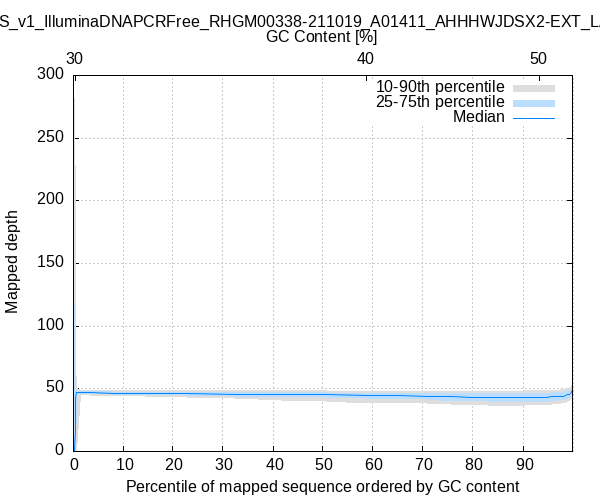 S_v1_IlluminaDNAPCRFree_RHGM00338-211019_A01411_AHHHWJDSX2-EXT_L
GC Content [%]
30 40 50
10-90th percentile
25-75th percentile
Median
300
250
200
150
100
50
0
Mapped depth
0 10 20 30 40 50 60 70 80 90
Percentile of mapped sequence ordered by GC content